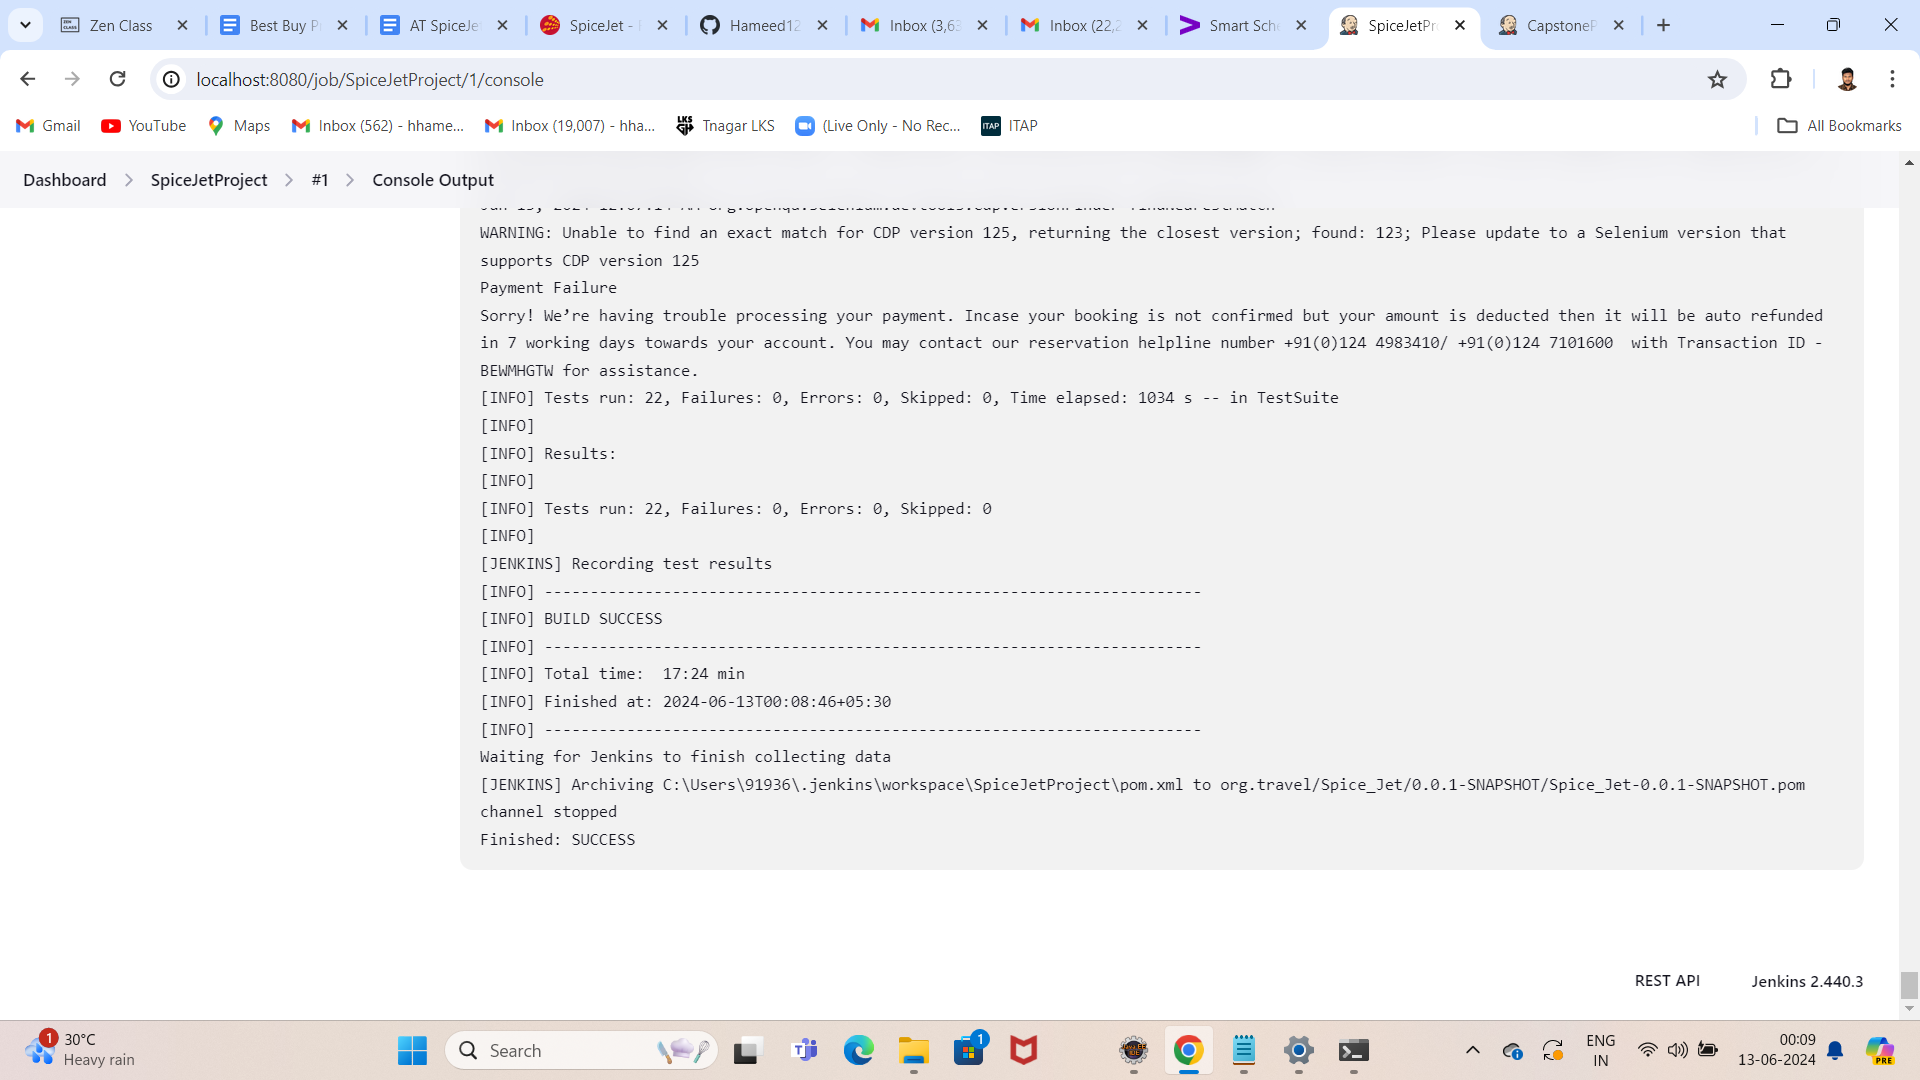 Zen Class
Best Buy P
AT SpiceJe
SpiceJet -
Hameed12
Inbox (3,63
Inbox (22,2
Smart Sche
SpiceJetPro
CapstoneP
localhost:8080/job/SpiceJetProject/1/console
Gmail
YouTube
Maps
Inbox (562) - hhame...
Inbox (19,007) - hha...
LKS
Tnagar LKS
(Live Only - No Rec...
ITAP
ITAP
All Bookmarks
Dashboard
SpiceJetProject
#1
Console Output
WARNING: Unable to find an exact match for CDP version 125, returning the closest version; found: 123; Please update to a Selenium version that
supports CDP version 125
Payment Failure
Sorry! We’re having trouble processing your payment. Incase your booking is not confirmed but your amount is deducted then it will be auto refunded
in 7 working days towards your account. You may contact our reservation helpline number +91(0)124 4983410/ +91(0)124 7101600  with Transaction ID -
BEWMHGTW for assistance.
[INFO] Tests run: 22, Failures: 0, Errors: 0, Skipped: 0, Time elapsed: 1034 s -- in TestSuite
[INFO]
[INFO] Results:
[INFO]
[INFO] Tests run: 22, Failures: 0, Errors: 0, Skipped: 0
[INFO]
[JENKINS] Recording test results
[INFO] ------------------------------------------------------------------------
[INFO] BUILD SUCCESS
[INFO] ------------------------------------------------------------------------
[INFO] Total time:  17:24 min
[INFO] Finished at: 2024-06-13T00:08:46+05:30
[INFO] ------------------------------------------------------------------------
Waiting for Jenkins to finish collecting data
[JENKINS] Archiving C:\Users\91936\.jenkins\workspace\SpiceJetProject\pom.xml to org.travel/Spice_Jet/0.0.1-SNAPSHOT/Spice_Jet-0.0.1-SNAPSHOT.pom
channel stopped
Finished: SUCCESS
REST API
Jenkins 2.440.3
1
30°C
Heavy rain
Search
1
ENG
IN
00:09
13-06-2024
PRE